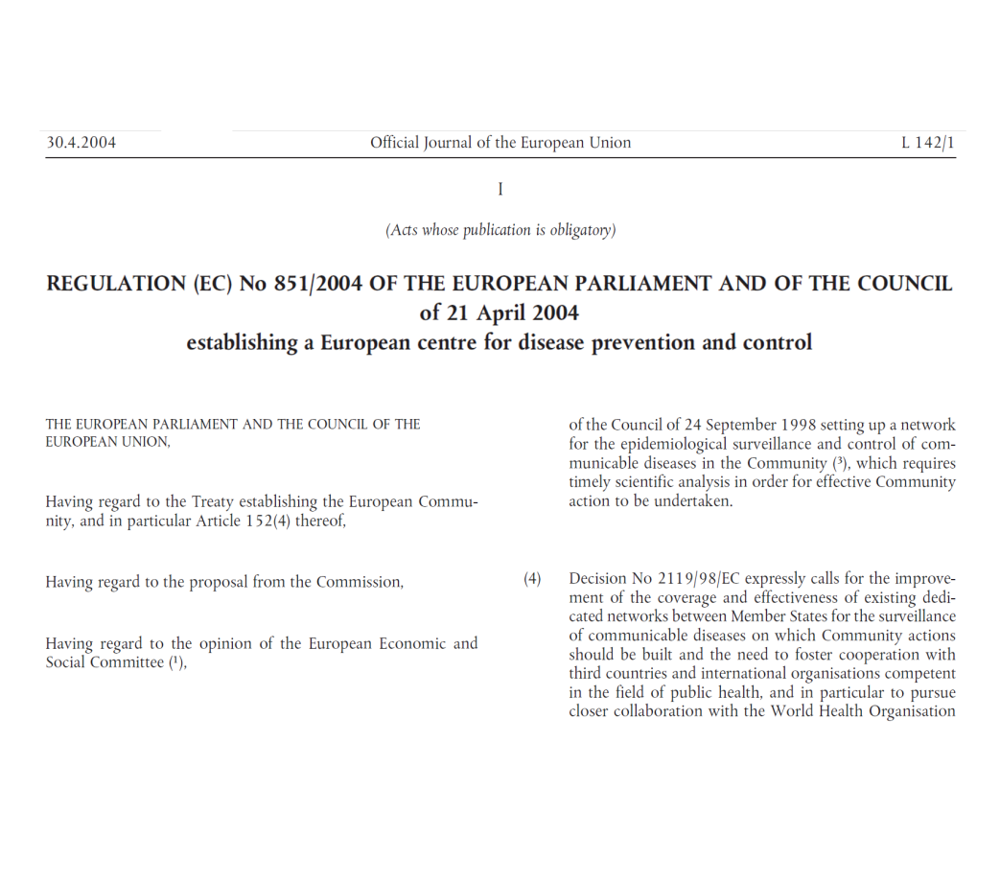 30.4.2004 Official Journal of the European Union L 142/1
I
(Acts whose publication is obligatory)
REGULATION (EC) No 851/2004 OF THE EUROPEAN PARLIAMENT AND OF THE COUNCIL
of 21 April 2004
establishing a European centre for disease prevention and control
THE EUROPEAN PARLIAMENT AND THE COUNCIL OF THE
EUROPEAN UNION,
Having regard to the Treaty establishing the European Commu-
nity, and in particular Article 152(4) thereof,
Having regard to the proposal from the Commission,
Having regard to the opinion of the European Economic and
Social Committee (¹),
of the Council of 24 September 1998 setting up a network
for the epidemiological surveillance and control of com-
municable diseases in the Community (³), which requires
timely scientific analysis in order for effective Community
action to be undertaken.
(4) Decision No 2119/98/EC expressly calls for the improve-
ment of the coverage and effectiveness of existing dedi-
cated networks between Member States for the surveillance
of communicable diseases on which Community actions
should be built and the need to foster cooperation with
third countries and international organisations competent
in the field of public health, and in particular to pursue
closer collaboration with the World Health Organisation